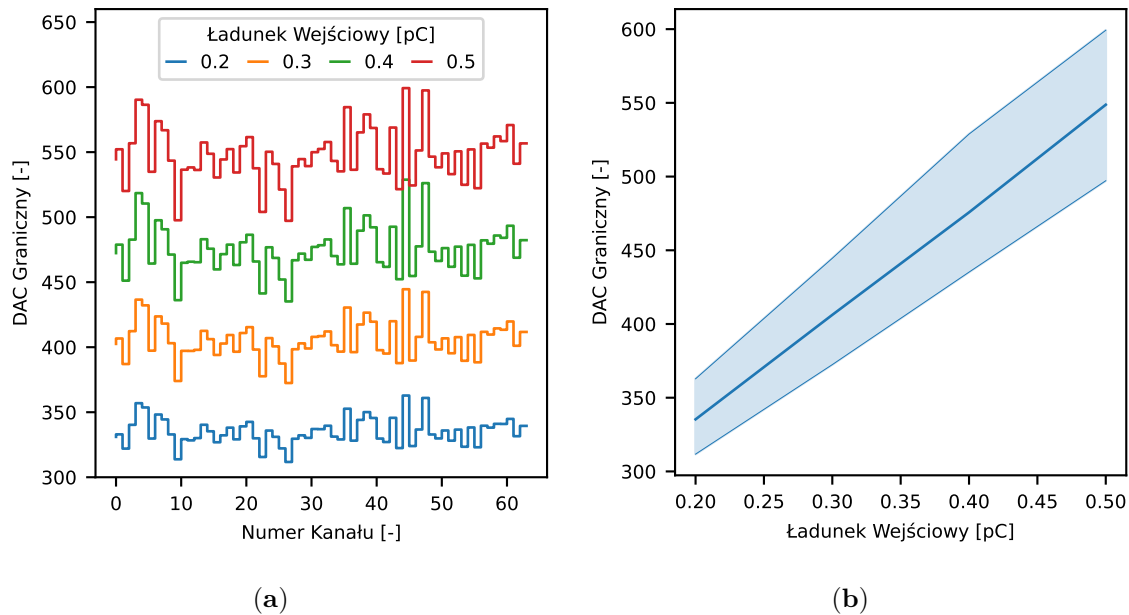 Ładunek Wejściowy [pC]
0.2 0.3 0.4 0.5
650
600
550
500
450
400
350
300
DAC Graniczny [-]
0 10 20 30 40 50 60
Numer Kanału [-]
(a)
600
550
500
450
400
350
300
DAC Graniczny [-]
0.20 0.25 0.30 0.35 0.40 0.45 0.50
Ładunek Wejściowy [pC]
(b)